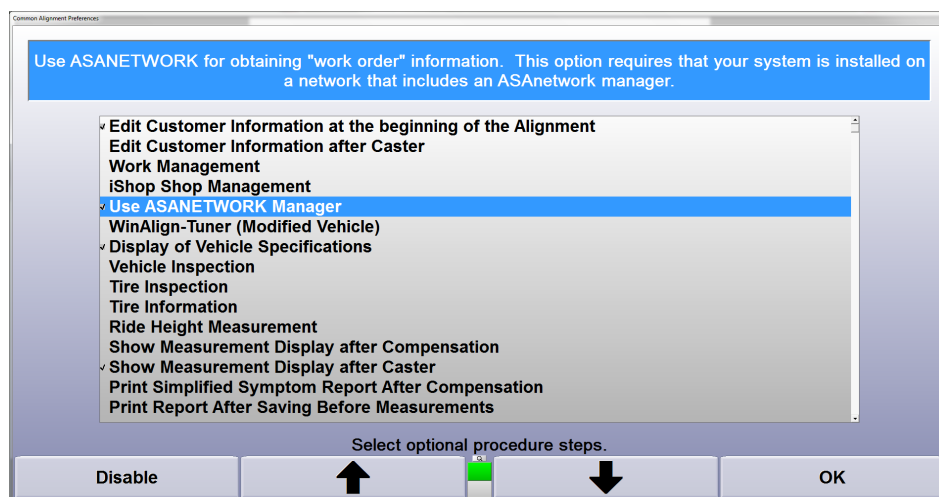 Common Alignment Preferences
Use ASANETWORK for obtaining "work order" information. This option requires that your system is installed on
a network that includes an ASAnetwork manager.
Edit Customer Information at the beginning of the Alignment
Edit Customer Information after Caster
Work Management
iShop Shop Management
Use ASANETWORK Manager
WinAlign-Tuner (Modified Vehicle)
Display of Vehicle Specifications
Vehicle Inspection
Tire Inspection
Tire Information
Ride Height Measurement
Show Measurement Display after Compensation
Show Measurement Display after Caster
Print Simplified Symptom Report After Compensation
Print Report After Saving Before Measurements
Select optional procedure steps.
Disable
OK